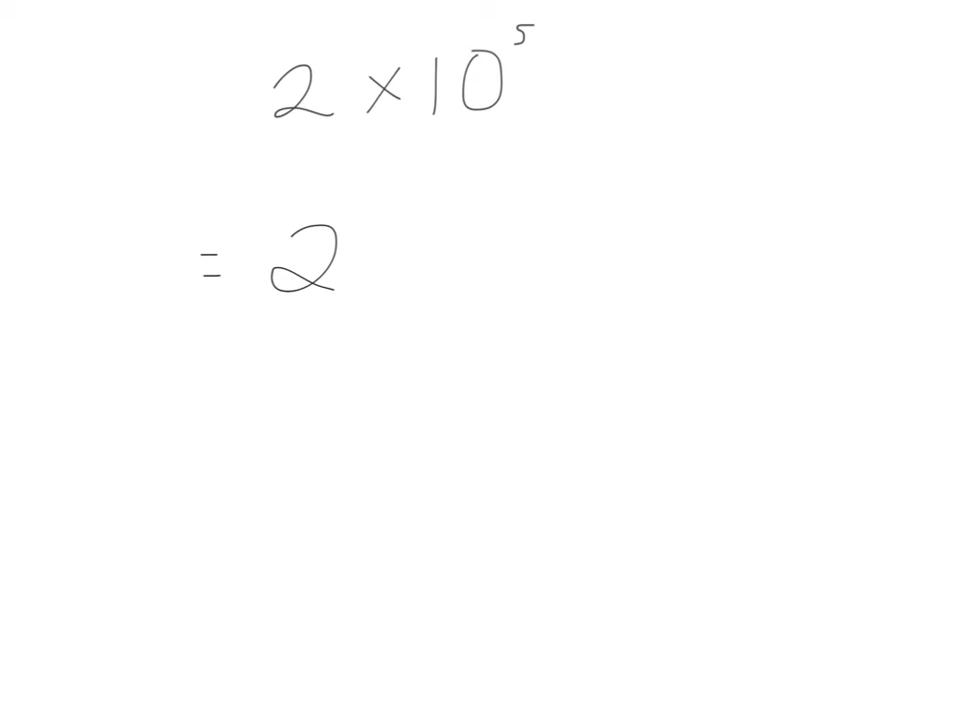 2 × 10⁵
= 2